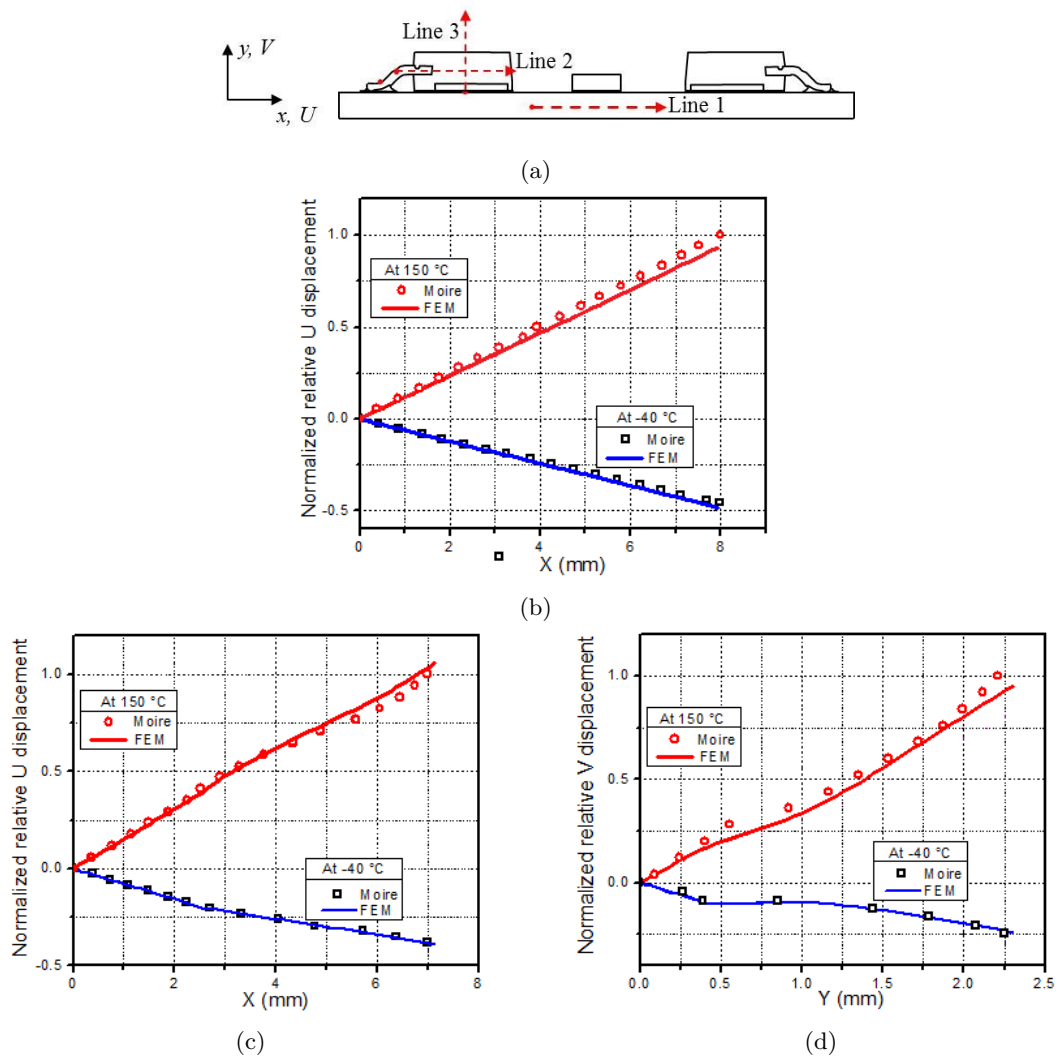 y, V
x, U
Line 3
Line 2
Line 1
(a)
Normalized relative U displacement
1.0
0.5
0.0
-0.5
At 150 °C
Moire
FEM
At -40 °C
Moire
FEM
0 2 4 6 8
X (mm)
(b)
Normalized relative U displacement
1.0
0.5
0.0
-0.5
At 150 °C
Moire
FEM
At -40 °C
Moire
FEM
0 2 4 6 8
X (mm)
(c)
Normalized relative V displacement
1.0
0.5
0.0
At 150 °C
Moire
FEM
At -40 °C
Moire
FEM
0.0 0.5 1.0 1.5 2.0 2.5
Y (mm)
(d)